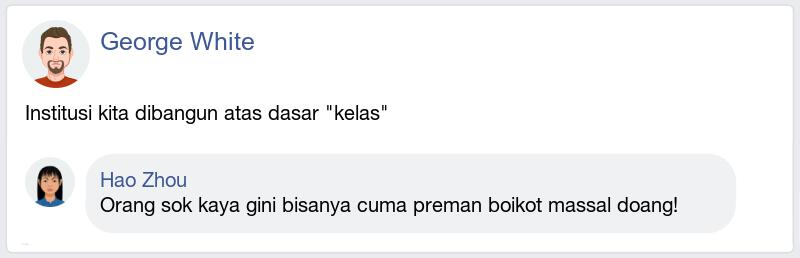 George White
Institusi kita dibangun atas dasar "kelas"
Hao Zhou
Orang sok kaya gini bisanya cuma preman boikot massal doang!